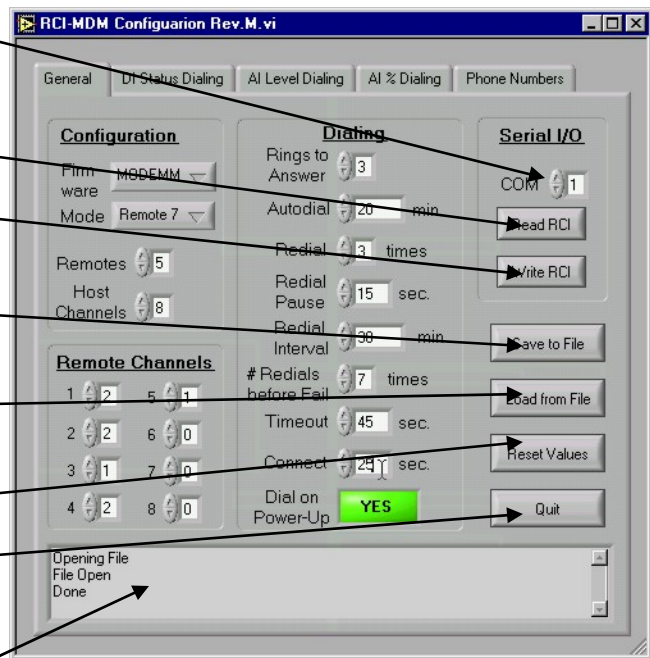 RCI-MDM Configuarion Rev.M.vi
General DI Status Dialing AI Level Dialing AI % Dialing Phone Numbers
Configuration
Firm ware MODEMM
Mode Remote 7
Remotes 5
Host Channels 8
Remote Channels
1 2 5 1
2 2 6 0
3 1 7 0
4 2 8 0
Dialing
Rings to Answer 3
Autodial 20 min
Redial 3 times
Redial Pause 15 sec.
Redial Interval 30 min
# Redials before Fail 7 times
Timeout 45 sec.
Connect 25 sec.
Dial on Power-Up YES
Serial I/O
COM 1
Read RCI
Write RCI
Save to File
Load from File
Reset Values
Quit
Opening File
File Open
Done